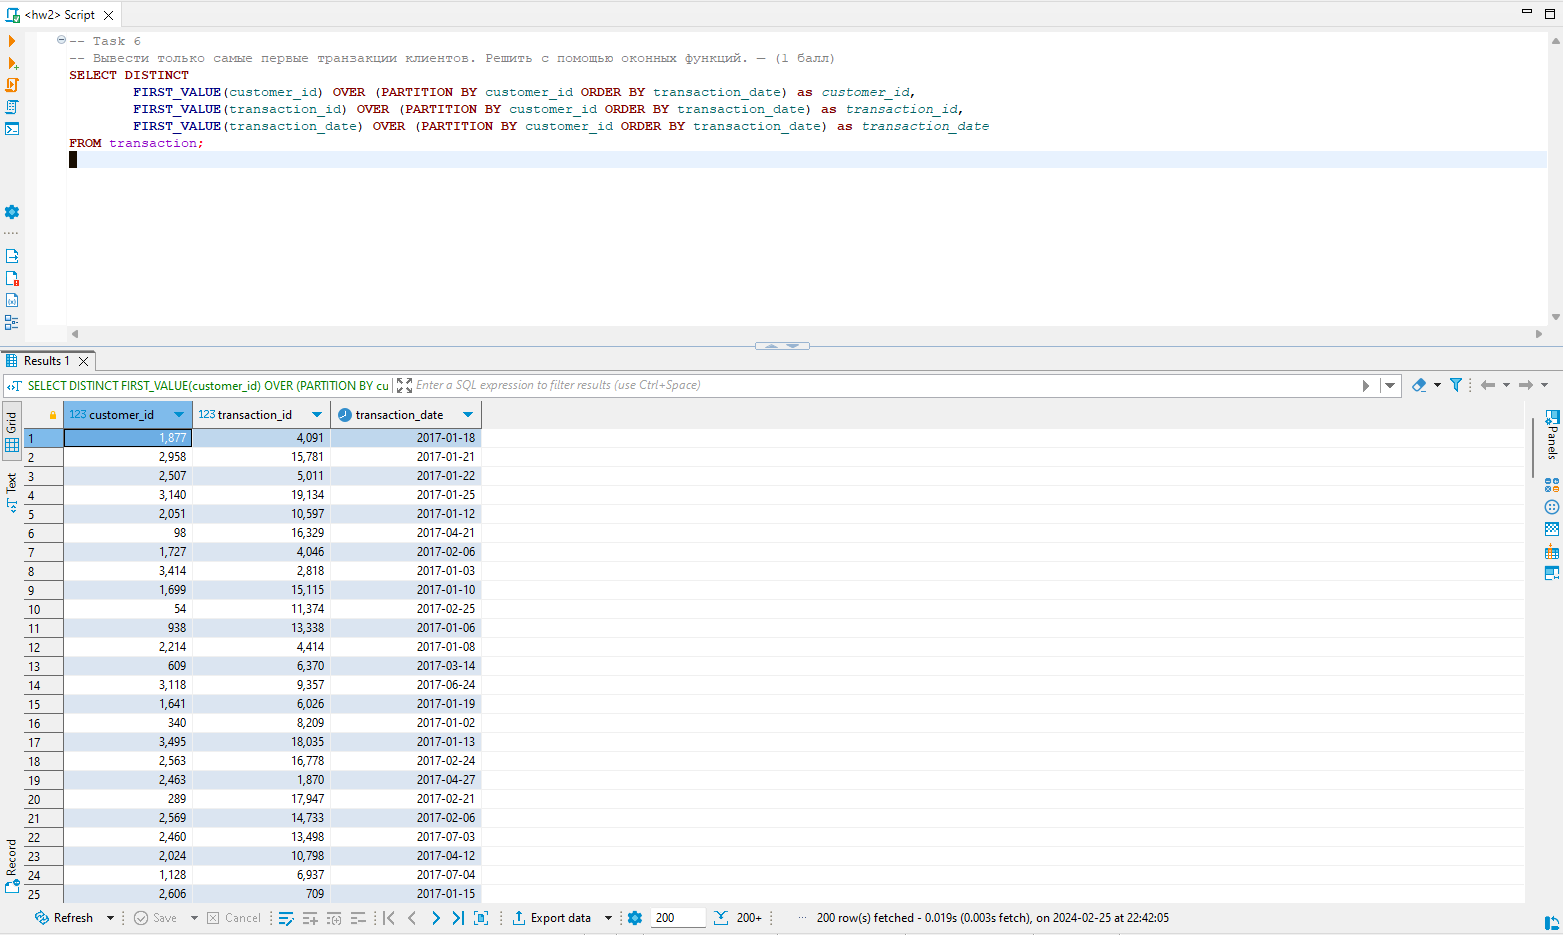 <hw2> Script
-- Task 6
-- Вывести только самые первые транзакции клиентов. Решить с помощью оконных функций. — (1 балл)
SELECT DISTINCT
FIRST_VALUE(customer_id) OVER (PARTITION BY customer_id ORDER BY transaction_date) as customer_id,
FIRST_VALUE(transaction_id) OVER (PARTITION BY customer_id ORDER BY transaction_date) as transaction_id,
FIRST_VALUE(transaction_date) OVER (PARTITION BY customer_id ORDER BY transaction_date) as transaction_date
FROM transaction;
Results 1
SELECT DISTINCT FIRST_VALUE(customer_id) OVER (PARTITION BY cu
Enter a SQL expression to filter results (use Ctrl+Space)
Grid
Text
Record
Panels
123 customer_id 123 transaction_id transaction_date
1 1,877 4,091 2017-01-18
2 2,958 15,781 2017-01-21
3 2,507 5,011 2017-01-22
4 3,140 19,134 2017-01-25
5 2,051 10,597 2017-01-12
6 98 16,329 2017-04-21
7 1,727 4,046 2017-02-06
8 3,414 2,818 2017-01-03
9 1,699 15,115 2017-01-10
10 54 11,374 2017-02-25
11 938 13,338 2017-01-06
12 2,214 4,414 2017-01-08
13 609 6,370 2017-03-14
14 3,118 9,357 2017-06-24
15 1,641 6,026 2017-01-19
16 340 8,209 2017-01-02
17 3,495 18,035 2017-01-13
18 2,563 16,778 2017-02-24
19 2,463 1,870 2017-04-27
20 289 17,947 2017-02-21
21 2,569 14,733 2017-02-06
22 2,460 13,498 2017-07-03
23 2,024 10,798 2017-04-12
24 1,128 6,937 2017-07-04
25 2,606 709 2017-01-15
Refresh Save Cancel Export data 200 200+ ... 200 row(s) fetched - 0.019s (0.003s fetch), on 2024-02-25 at 22:42:05